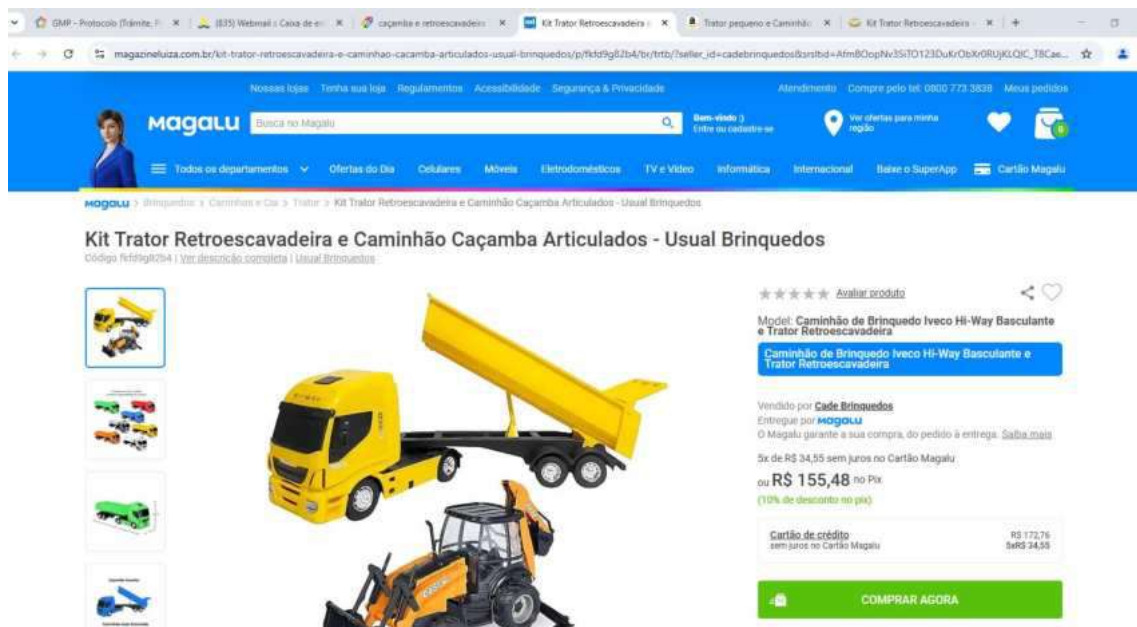 GMP - Protocolo (Trâmite, P
(835) Webmail :: Caixa de e
caçamba e retroescavadeir
Kit Trator Retroescavadeira
Trator pequeno e Caminhão
Kit Trator Retroescavadeira
magazineluiza.com.br/kit-trator-retroescavadeira-e-caminhao-cacamba-articulados-usual-brinquedos/p/fkfd9g82b4/br/trtb/?seller_id=cadebrinquedos
Nossas lojas Tenha sua loja Regulamentos Acessibilidade Segurança & Privacidade Atendimento Compre pelo tel: 0800 773 3838 Meus pedidos
Magalu
Busca no Magalu
Bem-vindo :)
Entre ou cadastre-se
Ver ofertas para minha
região
0
Todos os departamentos Ofertas do Dia Celulares Móveis Eletrodomésticos TV e Vídeo Informática Internacional Baixe o SuperApp Cartão Magalu
Magalu > Brinquedos > Caminhão e Cia > Trator > Kit Trator Retroescavadeira e Caminhão Caçamba Articulados - Usual Brinquedos
Kit Trator Retroescavadeira e Caminhão Caçamba Articulados - Usual Brinquedos
Código fkfd9g82b4 | Ver descrição completa | Usual Brinquedos
Avaliar produto
Model: Caminhão de Brinquedo Iveco Hi-Way Basculante
e Trator Retroescavadeira
Caminhão de Brinquedo Iveco Hi-Way Basculante e
Trator Retroescavadeira
Vendido por Cade Brinquedos
Entregue por Magalu
O Magalu garante a sua compra, do pedido à entrega. Saiba mais
5x de R$ 34,55 sem juros no Cartão Magalu
ou R$ 155,48 no Pix
(10% de desconto no pix)
Cartão de crédito R$ 172,76
sem juros no Cartão Magalu 5xR$ 34,55
COMPRAR AGORA